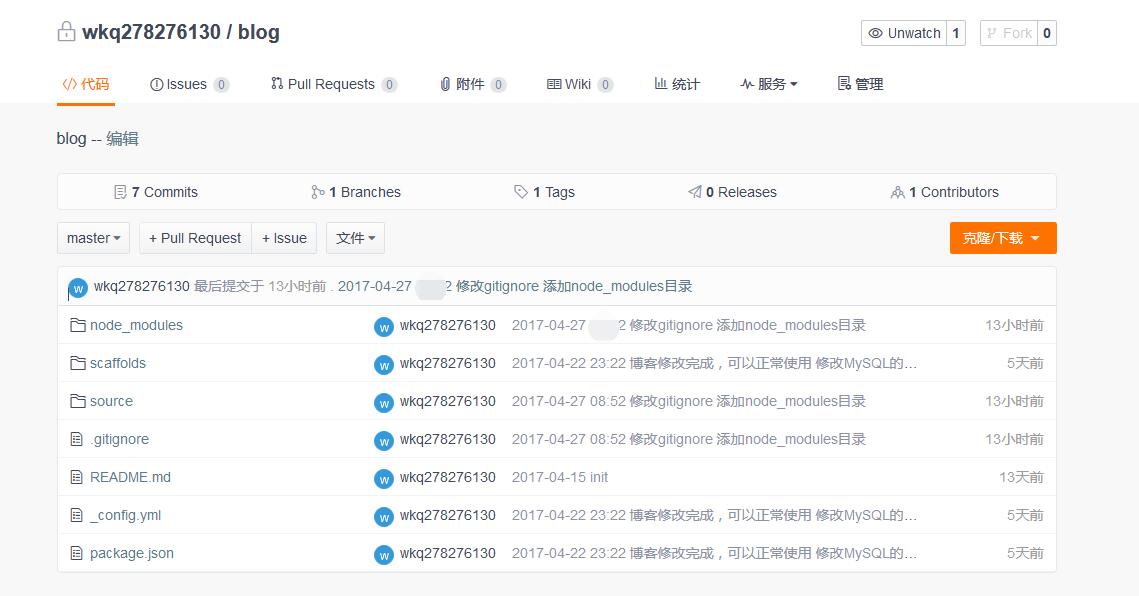 wkq278276130 / blog Unwatch 1 Fork 0
代码 Issues 0 Pull Requests 0 附件 0 Wiki 0 统计 服务 管理
blog -- 编辑
7 Commits 1 Branches 1 Tags 0 Releases 1 Contributors
master + Pull Request + Issue 文件 克隆/下载
w wkq278276130 最后提交于 13小时前 . 2017-04-27 2 修改gitignore 添加node_modules目录
node_modules w wkq278276130 2017-04-27 2 修改gitignore 添加node_modules目录 13小时前
scaffolds w wkq278276130 2017-04-22 23:22 博客修改完成，可以正常使用 修改MySQL的... 5天前
source w wkq278276130 2017-04-27 08:52 修改gitignore 添加node_modules目录 13小时前
.gitignore w wkq278276130 2017-04-27 08:52 修改gitignore 添加node_modules目录 13小时前
README.md w wkq278276130 2017-04-15 init 13天前
_config.yml w wkq278276130 2017-04-22 23:22 博客修改完成，可以正常使用 修改MySQL的... 5天前
package.json w wkq278276130 2017-04-22 23:22 博客修改完成，可以正常使用 修改MySQL的... 5天前